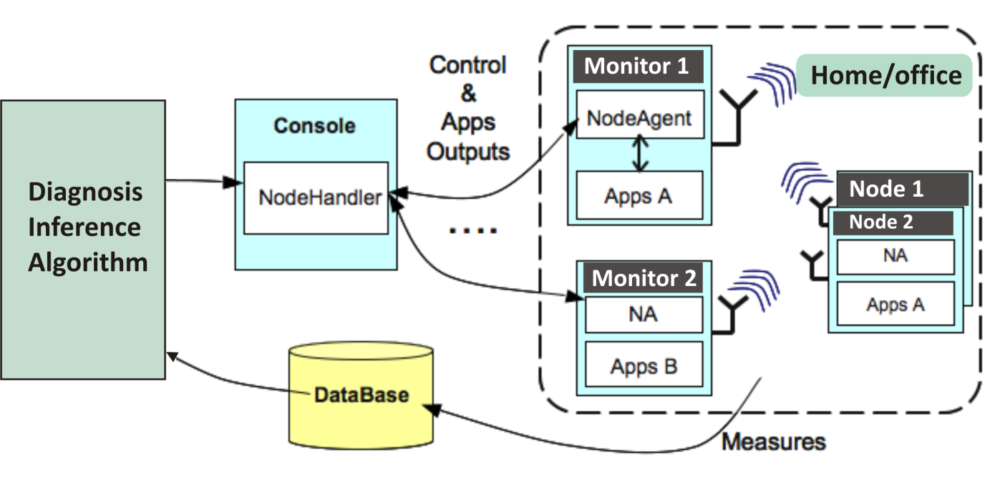 Diagnosis
Inference
Algorithm
Console
NodeHandler
Control
&
Apps
Outputs
....
Monitor 1
NodeAgent
Apps A
Home/office
Node 1
Node 2
NA
Apps A
Monitor 2
NA
Apps B
DataBase
Measures